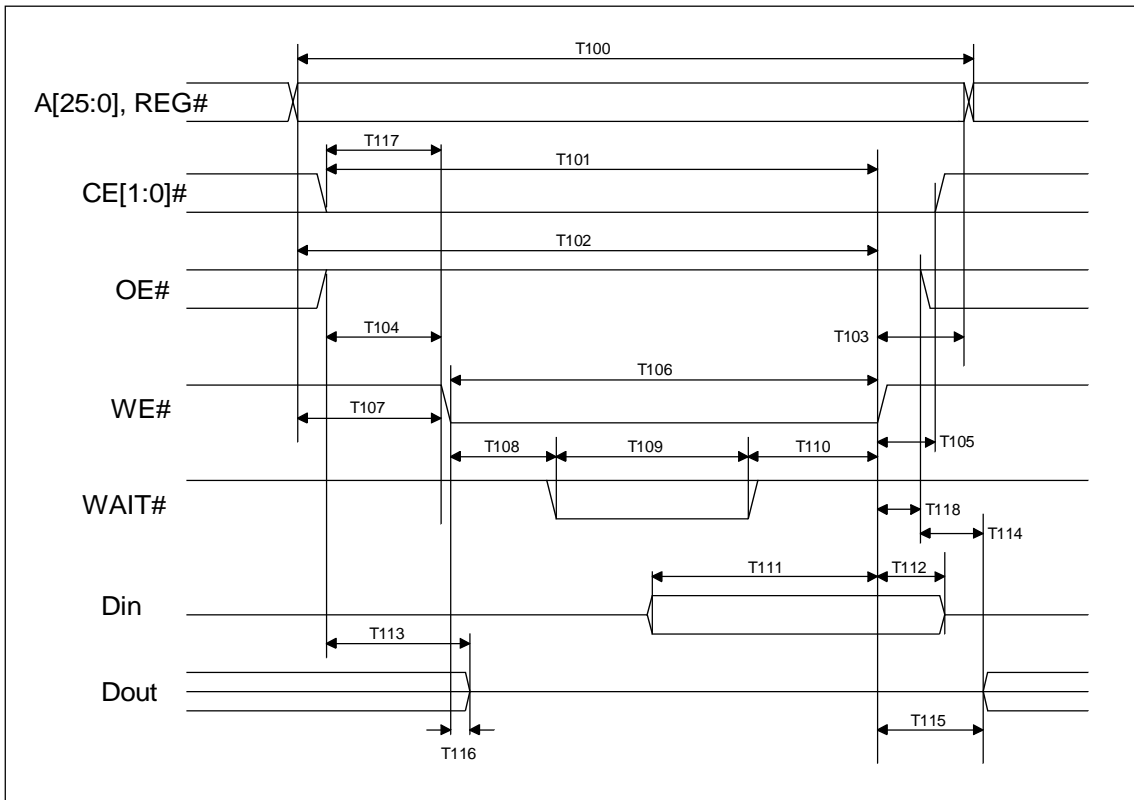 T100
A[25:0], REG#
T117
T101
CE[1:0]#
T102
OE#
T104
T103
T106
WE#
T107
T105
T108
T109
T110
WAIT#
T118
T114
T111
T112
Din
T113
Dout
T115
T116